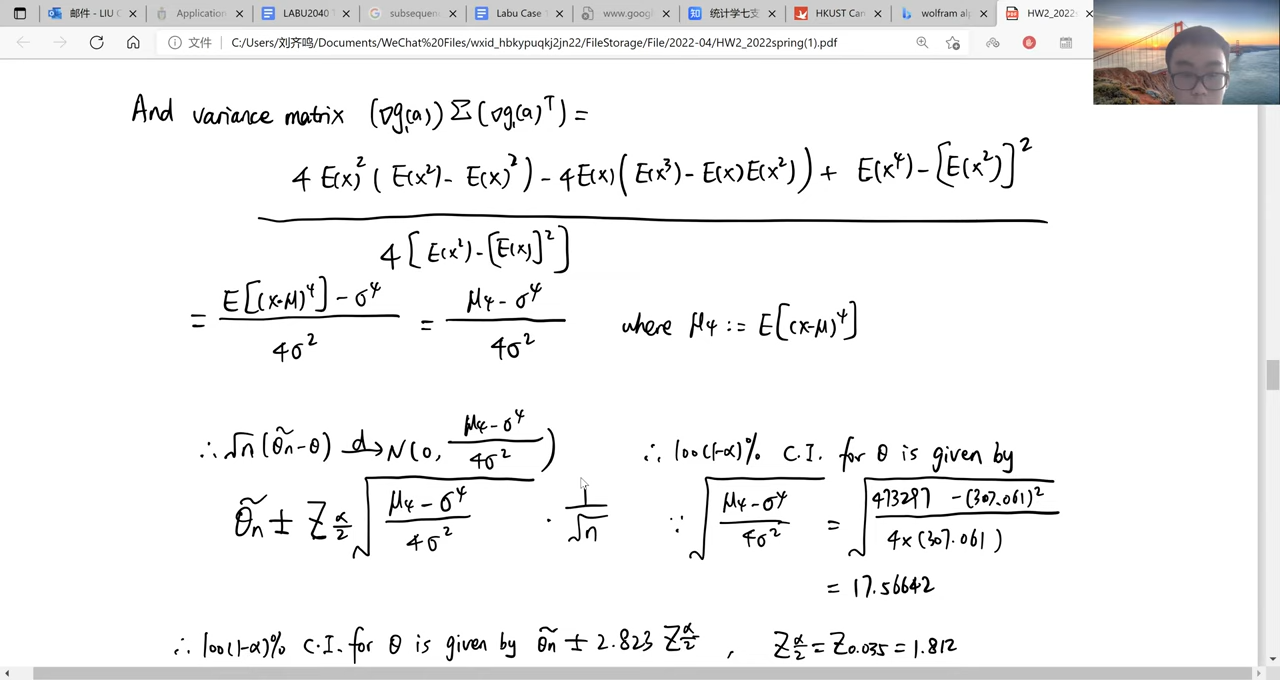 邮件 - LIU C
Application
LABU2040 T
subsequen
Labu Case
www.goog
统计学七支
HKUST Can
wolfram alp
HW2_2022
文件 C:/Users/刘齐鸣/Documents/WeChat%20Files/wxid_hbkypuqkj2jn22/FileStorage/File/2022-04/HW2_2022spring(1).pdf
And variance matrix (∇g(a)) Σ (∇g(a)ᵀ) =
4 E(x)² ( E(x²) - E(x)² ) - 4E(x) ( E(x³) - E(x)E(x²) ) + E(x⁴) - [E(x²)]²
4 [ E(x²) - [E(x)]² ]
= E[(x-μ)⁴] - σ⁴ / 4σ² = μ₄ - σ⁴ / 4σ² where μ₄ := E[(x-μ)⁴]
∴ √n (θ̃n - θ) →d N(0, μ₄ - σ⁴ / 4σ²) ∴ 100(1-α)% C.I. for θ is given by
θ̃n ± Z α/2 √(μ₄ - σ⁴ / 4σ²) · 1/√n ∵ √(μ₄ - σ⁴ / 4σ²) = √(473297 - (307.061)² / 4×(307.061))
= 17.56642
∴ 100(1-α)% C.I. for θ is given by θ̃n ± 2.823 Z α/2 , Z α/2 = Z0.035 = 1.812